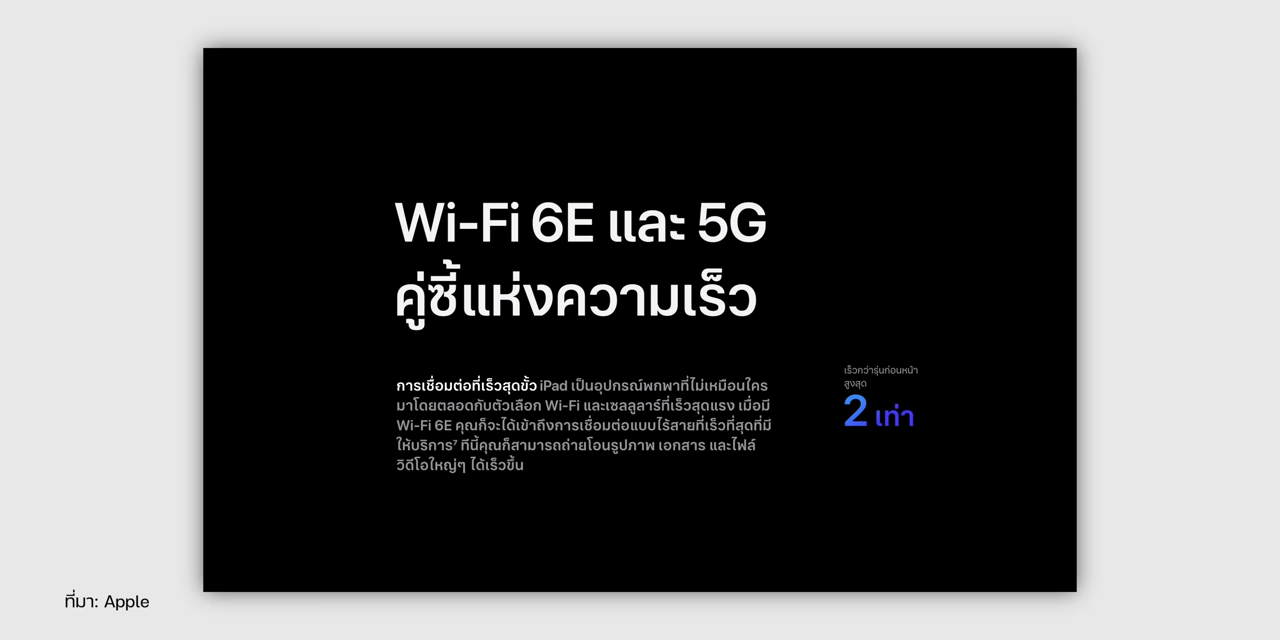 Wi-Fi 6E และ 5G
คู่ซี้แห่งความเร็ว
การเชื่อมต่อที่เร็วสุดขั้ว iPad เป็นอุปกรณ์พกพาที่ไม่เหมือนใคร
มาโดยตลอดกับตัวเลือก Wi-Fi และเซลลูลาร์ที่เร็วสุดแรง เมื่อมี
Wi-Fi 6E คุณก็จะได้เข้าถึงการเชื่อมต่อแบบไร้สายที่เร็วที่สุดที่มี
ให้บริการ⁷ ทีนี้คุณก็สามารถถ่ายโอนรูปภาพ เอกสาร และไฟล์
วิดีโอใหญ่ๆ ได้เร็วขึ้น
เร็วกว่ารุ่นก่อนหน้า
สูงสุด
2 เท่า
ที่มา: Apple